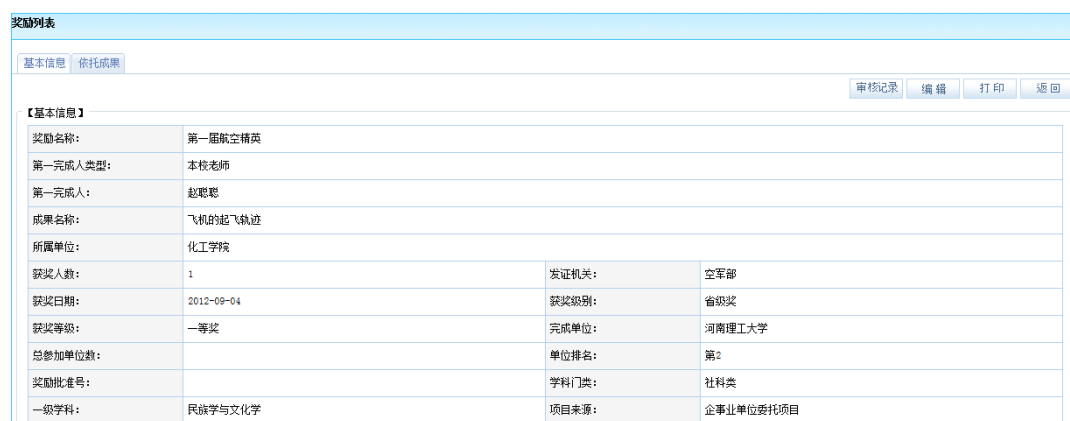 奖励列表
基本信息 依托成果
审核记录 编辑 打印 返回
【基本信息】
奖励名称: 第一届航空精英
第一完成人类型: 本校老师
第一完成人: 赵聪聪
成果名称: 飞机的起飞轨迹
所属单位: 化工学院
获奖人数: 1 发证机关: 空军部
获奖日期: 2012-09-04 获奖级别: 省级奖
获奖等级: 一等奖 完成单位: 河南理工大学
总参加单位数: 单位排名: 第2
奖励批准号: 学科门类: 社科类
一级学科: 民族学与文化学 项目来源: 企事业单位委托项目